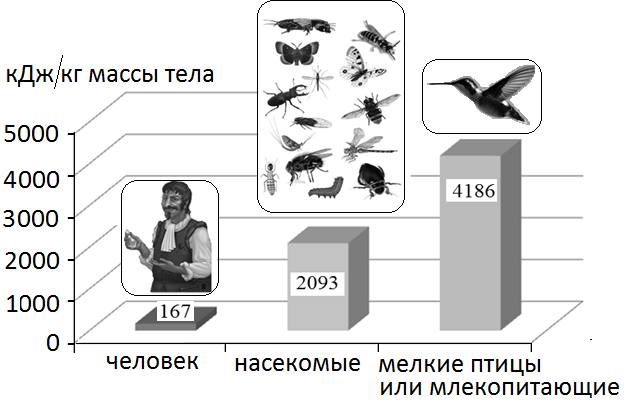 кДж/кг массы тела
5000
4000
3000
2000
1000
0
167
2093
4186
человек
насекомые
мелкие птицы
или млекопитающие